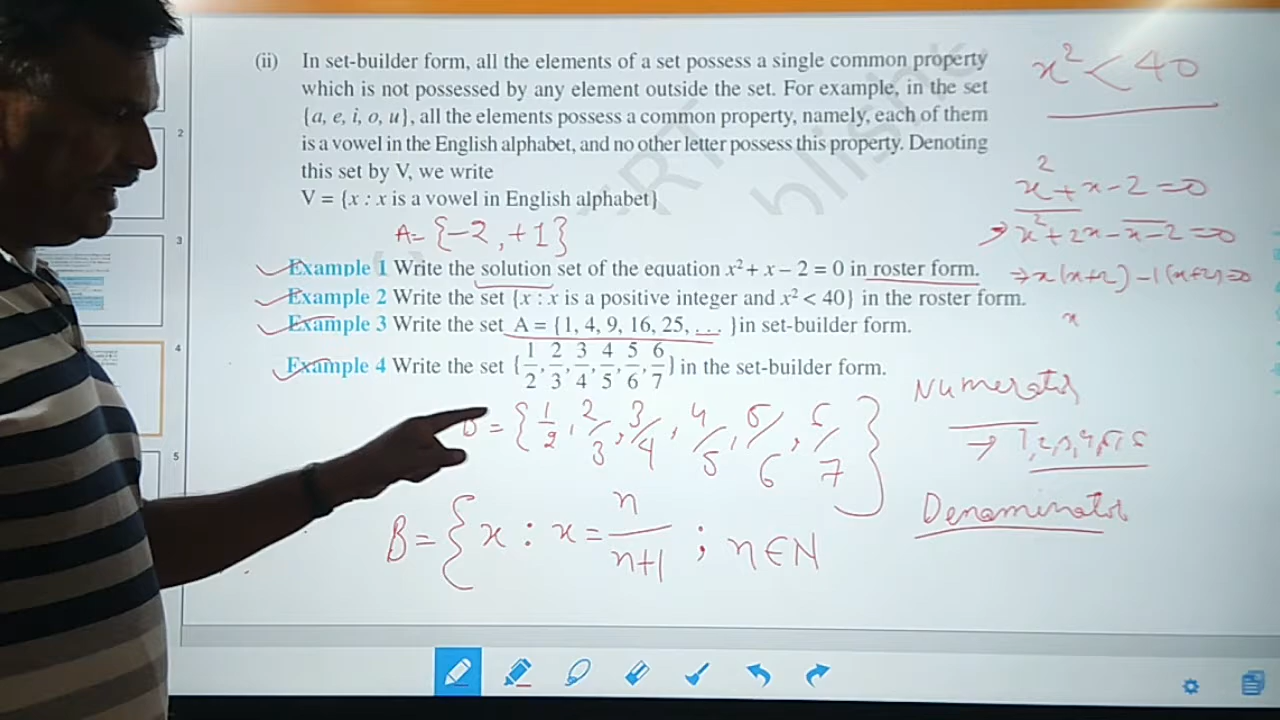 (ii) In set-builder form, all the elements of a set possess a single common property
which is not possessed by any element outside the set. For example, in the set
{a, e, i, o, u}, all the elements possess a common property, namely, each of them
is a vowel in the English alphabet, and no other letter possess this property. Denoting
this set by V, we write
V = {x : x is a vowel in English alphabet}
A= {-2, +1}
Example 1 Write the solution set of the equation x² + x – 2 = 0 in roster form.
Example 2 Write the set {x : x is a positive integer and x² < 40} in the roster form.
Example 3 Write the set A = {1, 4, 9, 16, 25, . . . }in set-builder form.
Example 4 Write the set {1/2, 2/3, 3/4, 4/5, 5/6, 6/7} in the set-builder form.
B = {1/2, 2/3, 3/4, 4/5, 5/6, 6/7}
B = { x : x = n/n+1 ; n∈N
x² < 40
x² + x - 2 = 0
→ x² + 2x - x - 2 = 0
⇒ x(x+2) - 1(x+2) = 0
x
Numerator
Denominator
2
3
4
5